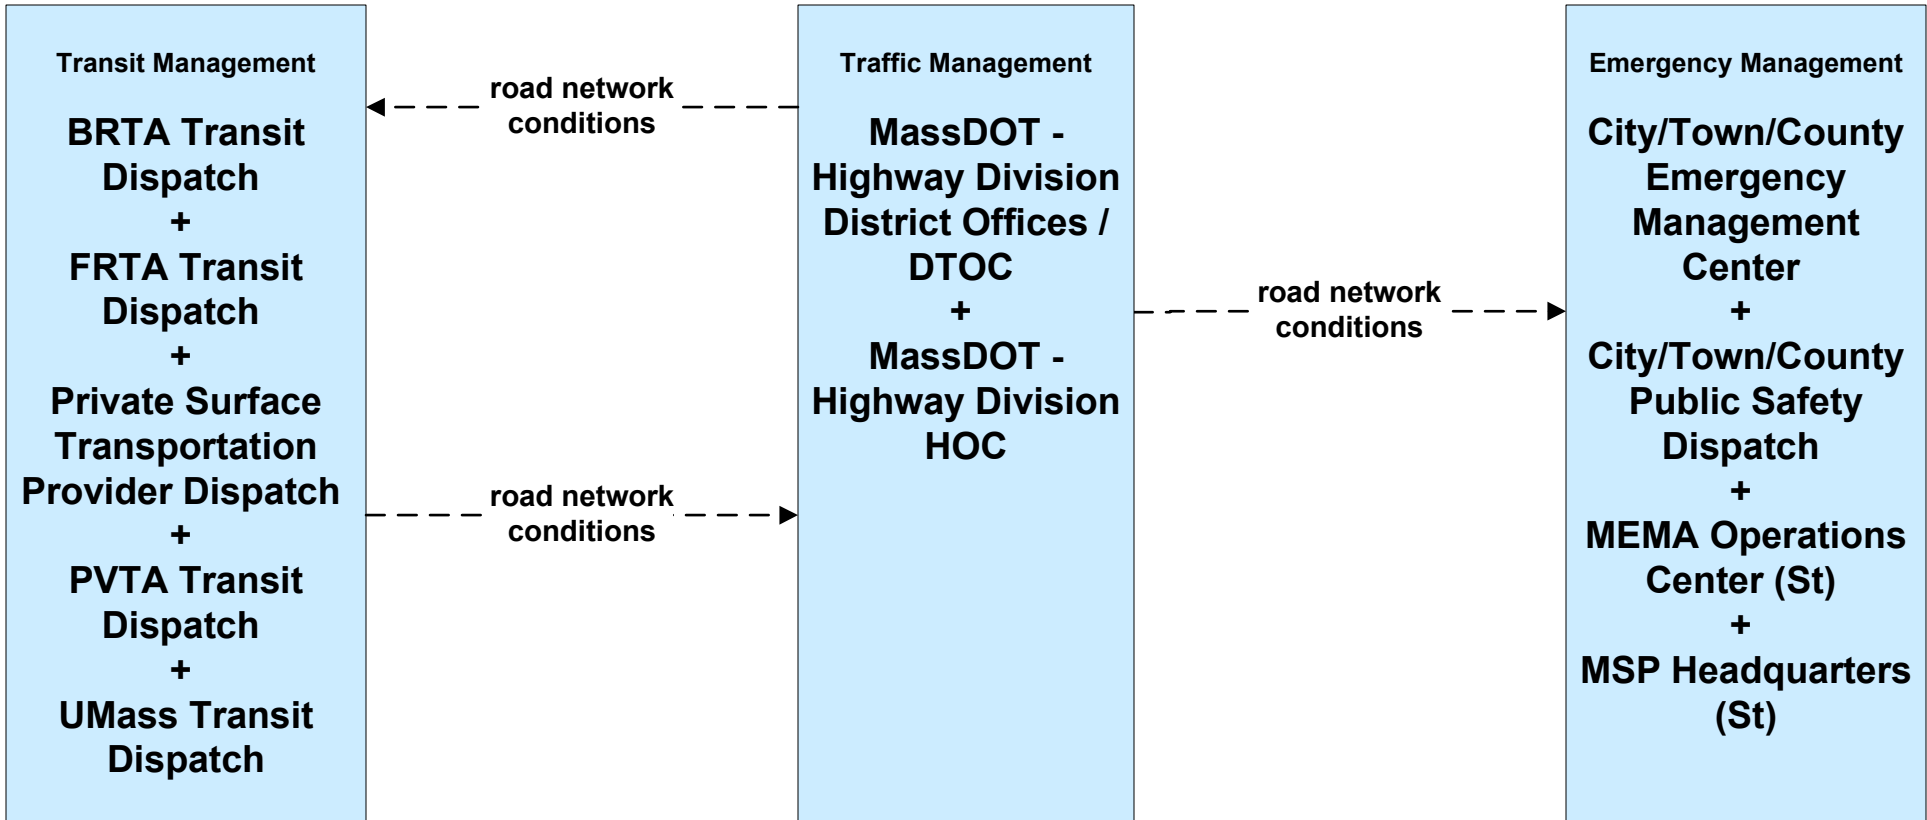 Transit Management
BRTA Transit
Dispatch
+
FRTA Transit
Dispatch
+
Private Surface
Transportation
Provider Dispatch
+
PVTA Transit
Dispatch
+
UMass Transit
Dispatch
road network
conditions
road network
conditions
Traffic Management
MassDOT -
Highway Division
District Offices /
DTOC
+
MassDOT -
Highway Division
HOC
road network
conditions
Emergency Management
City/Town/County
Emergency
Management
Center
+
City/Town/County
Public Safety
Dispatch
+
MEMA Operations
Center (St)
+
MSP Headquarters
(St)